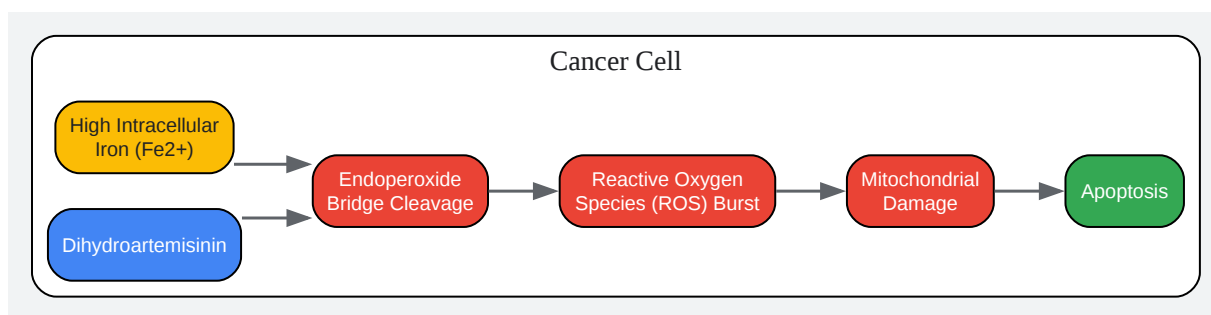 Cancer Cell
High Intracellular
Iron (Fe2+)
Dihydroartemisinin
Endoperoxide
Bridge Cleavage
Reactive Oxygen
Species (ROS) Burst
Mitochondrial
Damage
Apoptosis